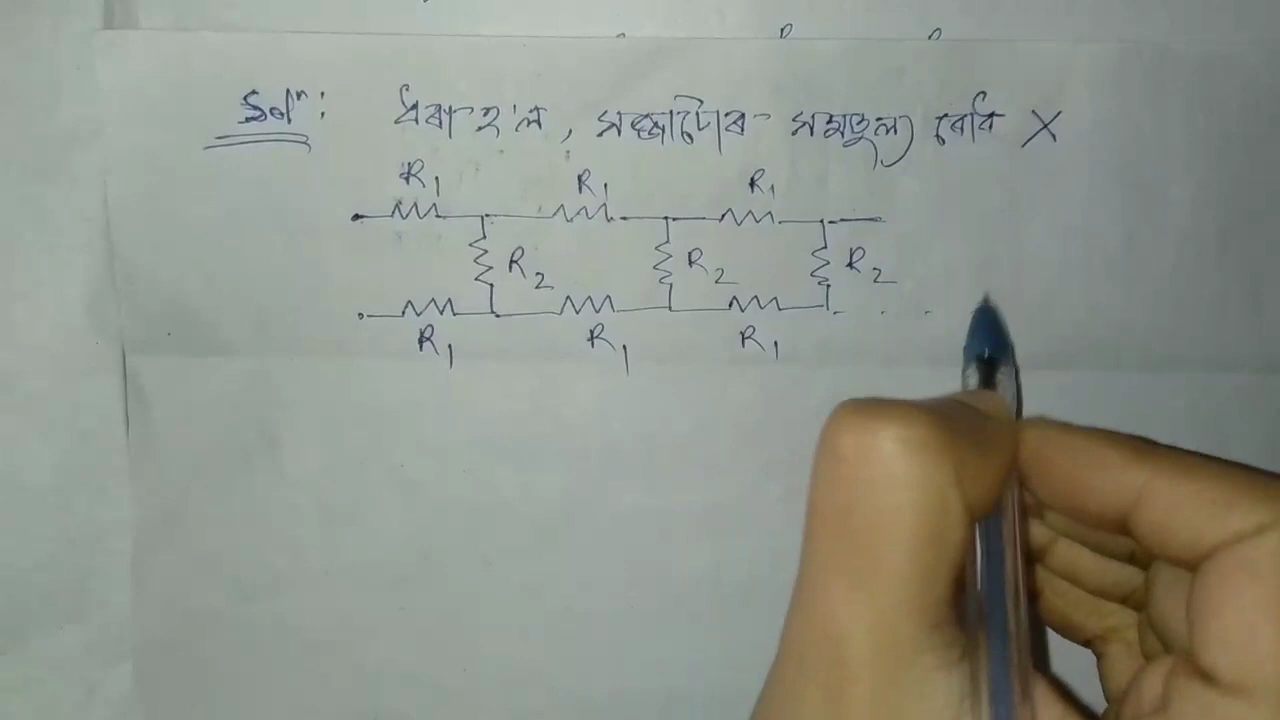 Solⁿ: ধৰা হ'ল, সজ্জাটোৰ সমতুল্য ৰোধ X
R₁ R₁ R₁
R₂ R₂ R₂
R₁ R₁ R₁